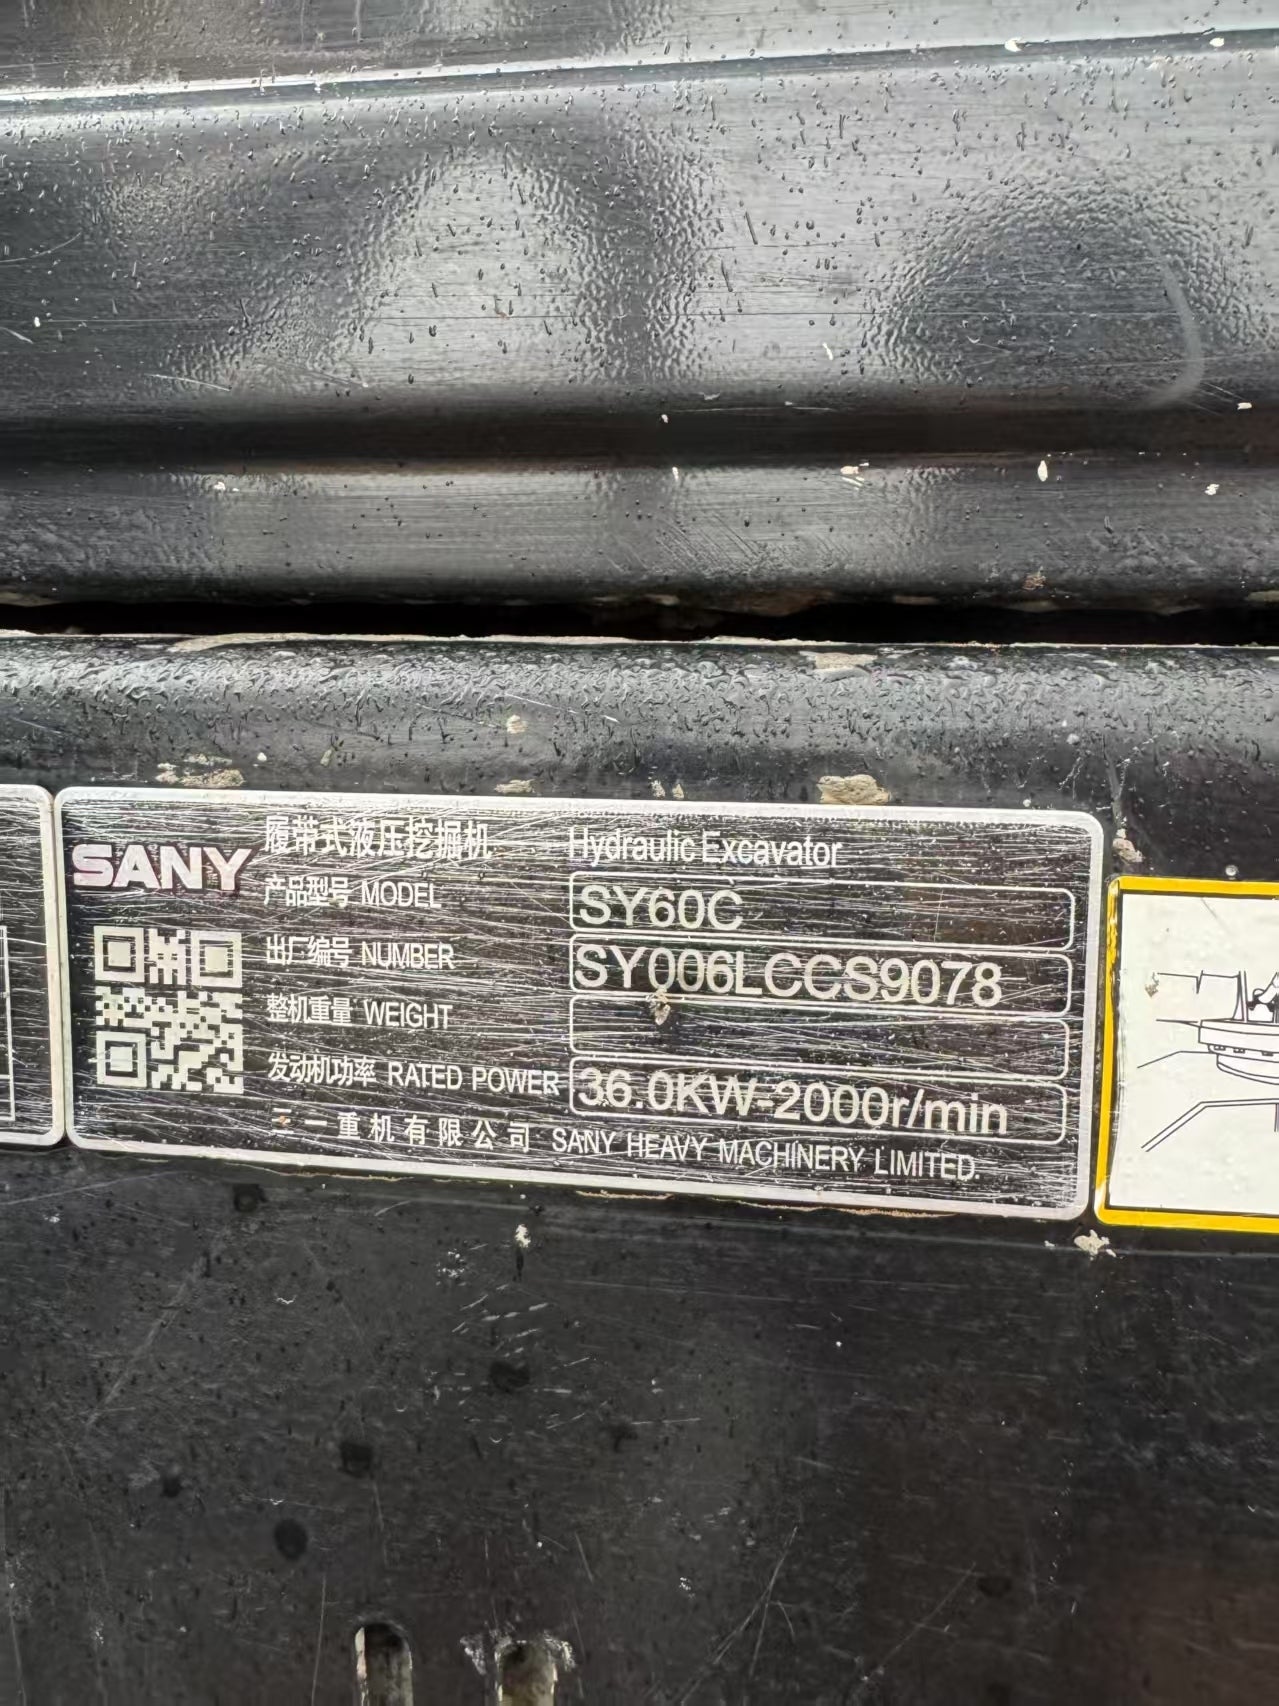 SANY
履带式液压挖掘机 Hydraulic Excavator
产品型号 MODEL SY60C
出厂编号 NUMBER SY006LCCS9078
整机重量 WEIGHT
发动机功率 RATED POWER 36.0KW-2000r/min
三一重机有限公司 SANY HEAVY MACHINERY LIMITED.